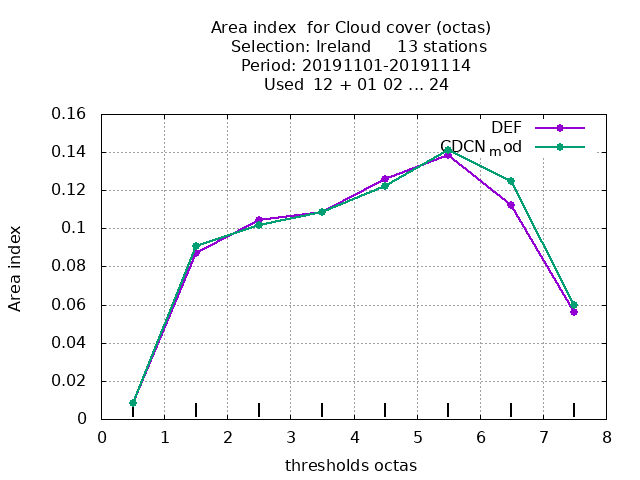 Area index  for Cloud cover (octas)
Selection: Ireland     13 stations
Period: 20191101-20191114
Used  12 + 01 02 ... 24
0.16
0.14
0.12
0.1
0.08
0.06
0.04
0.02
0
Area index
DEF
CDCNmod
0 1 2 3 4 5 6 7 8
thresholds octas